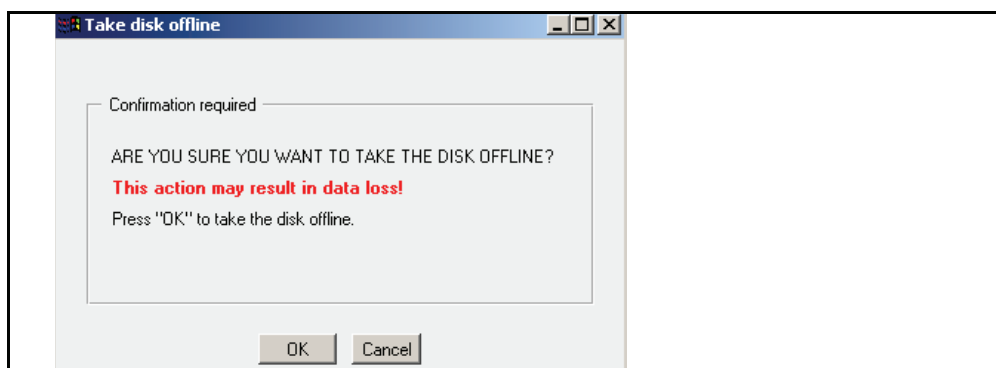 Take disk offline
Confirmation required
ARE YOU SURE YOU WANT TO TAKE THE DISK OFFLINE?
This action may result in data loss!
Press "OK" to take the disk offline.
OK Cancel